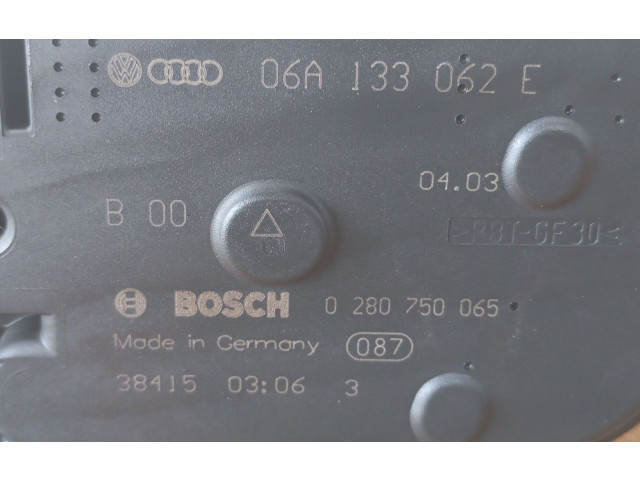 06A 133 062 E
04.03
B 00
>PBT-GF30<
BOSCH 0 280 750 065
Made in Germany 087
38415 03:06 3